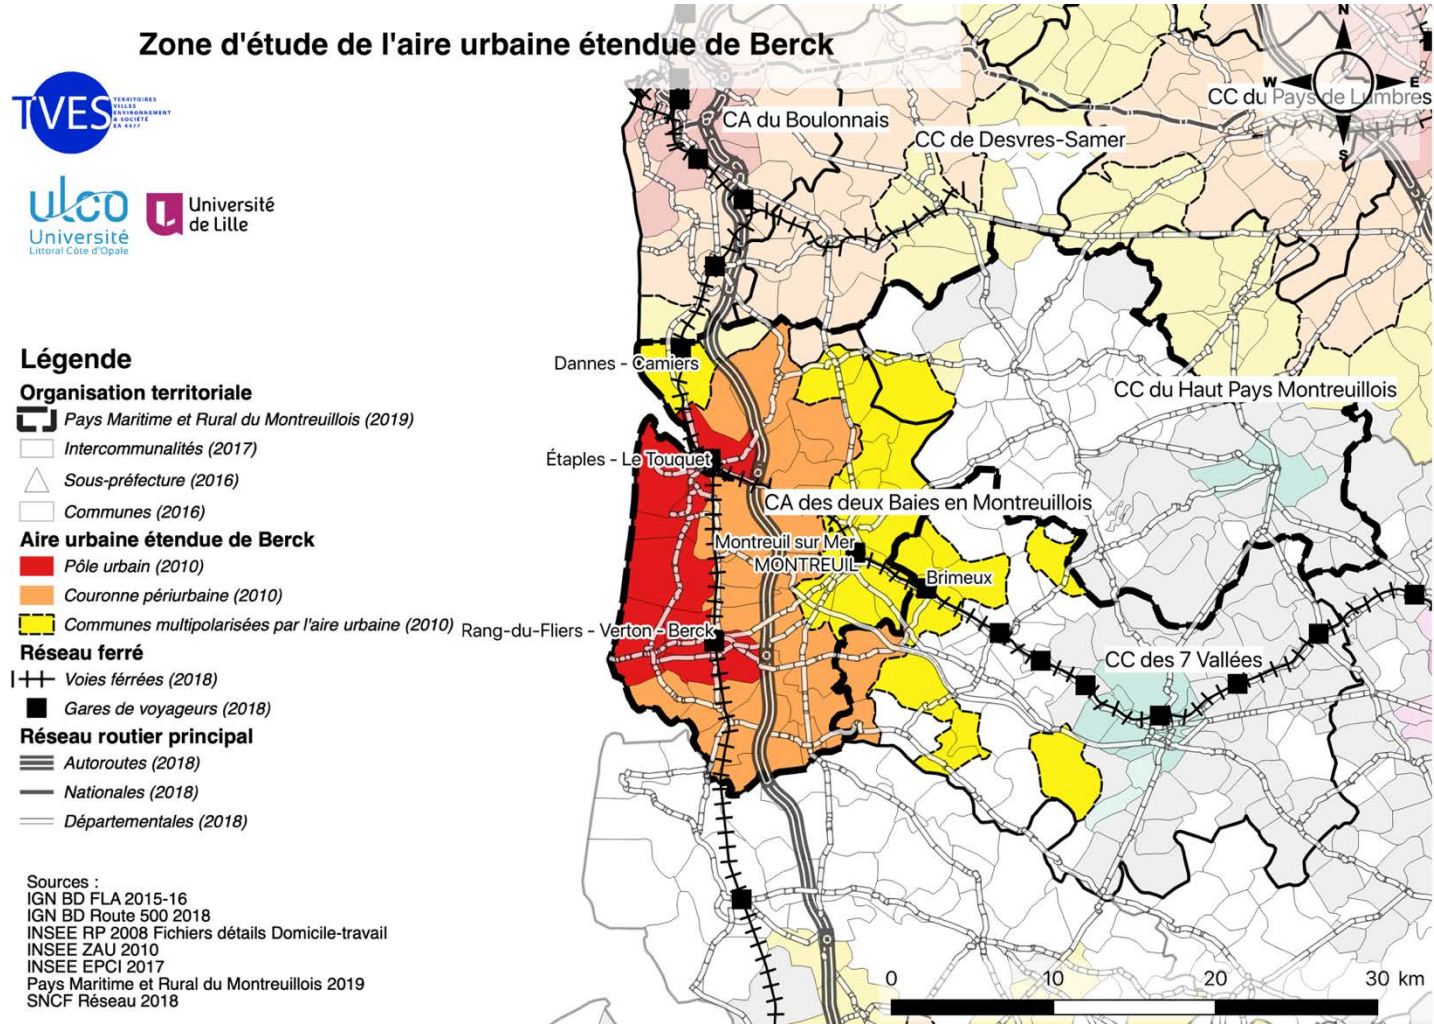 Zone d'étude de l'aire urbaine étendue de Berck
TVES
TERRITOIRES
VILLES
ENVIRONNEMENT
& SOCIÉTÉ
EA 4477
ulco
Université
Littoral Côte d'Opale
Université
de Lille
N
W
E
S
CC du Pays de Lumbres
CA du Boulonnais
CC de Desvres-Samer
Dannes - Camiers
CC du Haut Pays Montreuillois
Étaples - Le Touquet
CA des deux Baies en Montreuillois
Montreuil sur Mer
MONTREUIL
Brimeux
Rang-du-Fliers - Verton - Berck
CC des 7 Vallées
Légende
Organisation territoriale
Pays Maritime et Rural du Montreuillois (2019)
Intercommunalités (2017)
Sous-préfecture (2016)
Communes (2016)
Aire urbaine étendue de Berck
Pôle urbain (2010)
Couronne périurbaine (2010)
Communes multipolarisées par l'aire urbaine (2010)
Réseau ferré
Voies férrées (2018)
Gares de voyageurs (2018)
Réseau routier principal
Autoroutes (2018)
Nationales (2018)
Départementales (2018)
Sources :
IGN BD FLA 2015-16
IGN BD Route 500 2018
INSEE RP 2008 Fichiers détails Domicile-travail
INSEE ZAU 2010
INSEE EPCI 2017
Pays Maritime et Rural du Montreuillois 2019
SNCF Réseau 2018
0 10 20 30 km